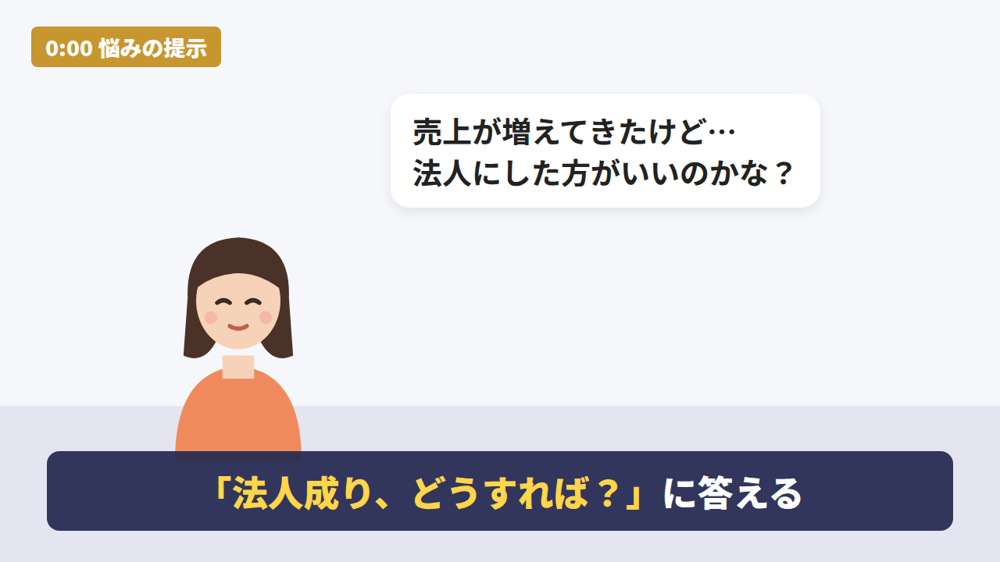 0:00 悩みの提示
売上が増えてきたけど…
法人にした方がいいのかな？
「法人成り、どうすれば？」に答える